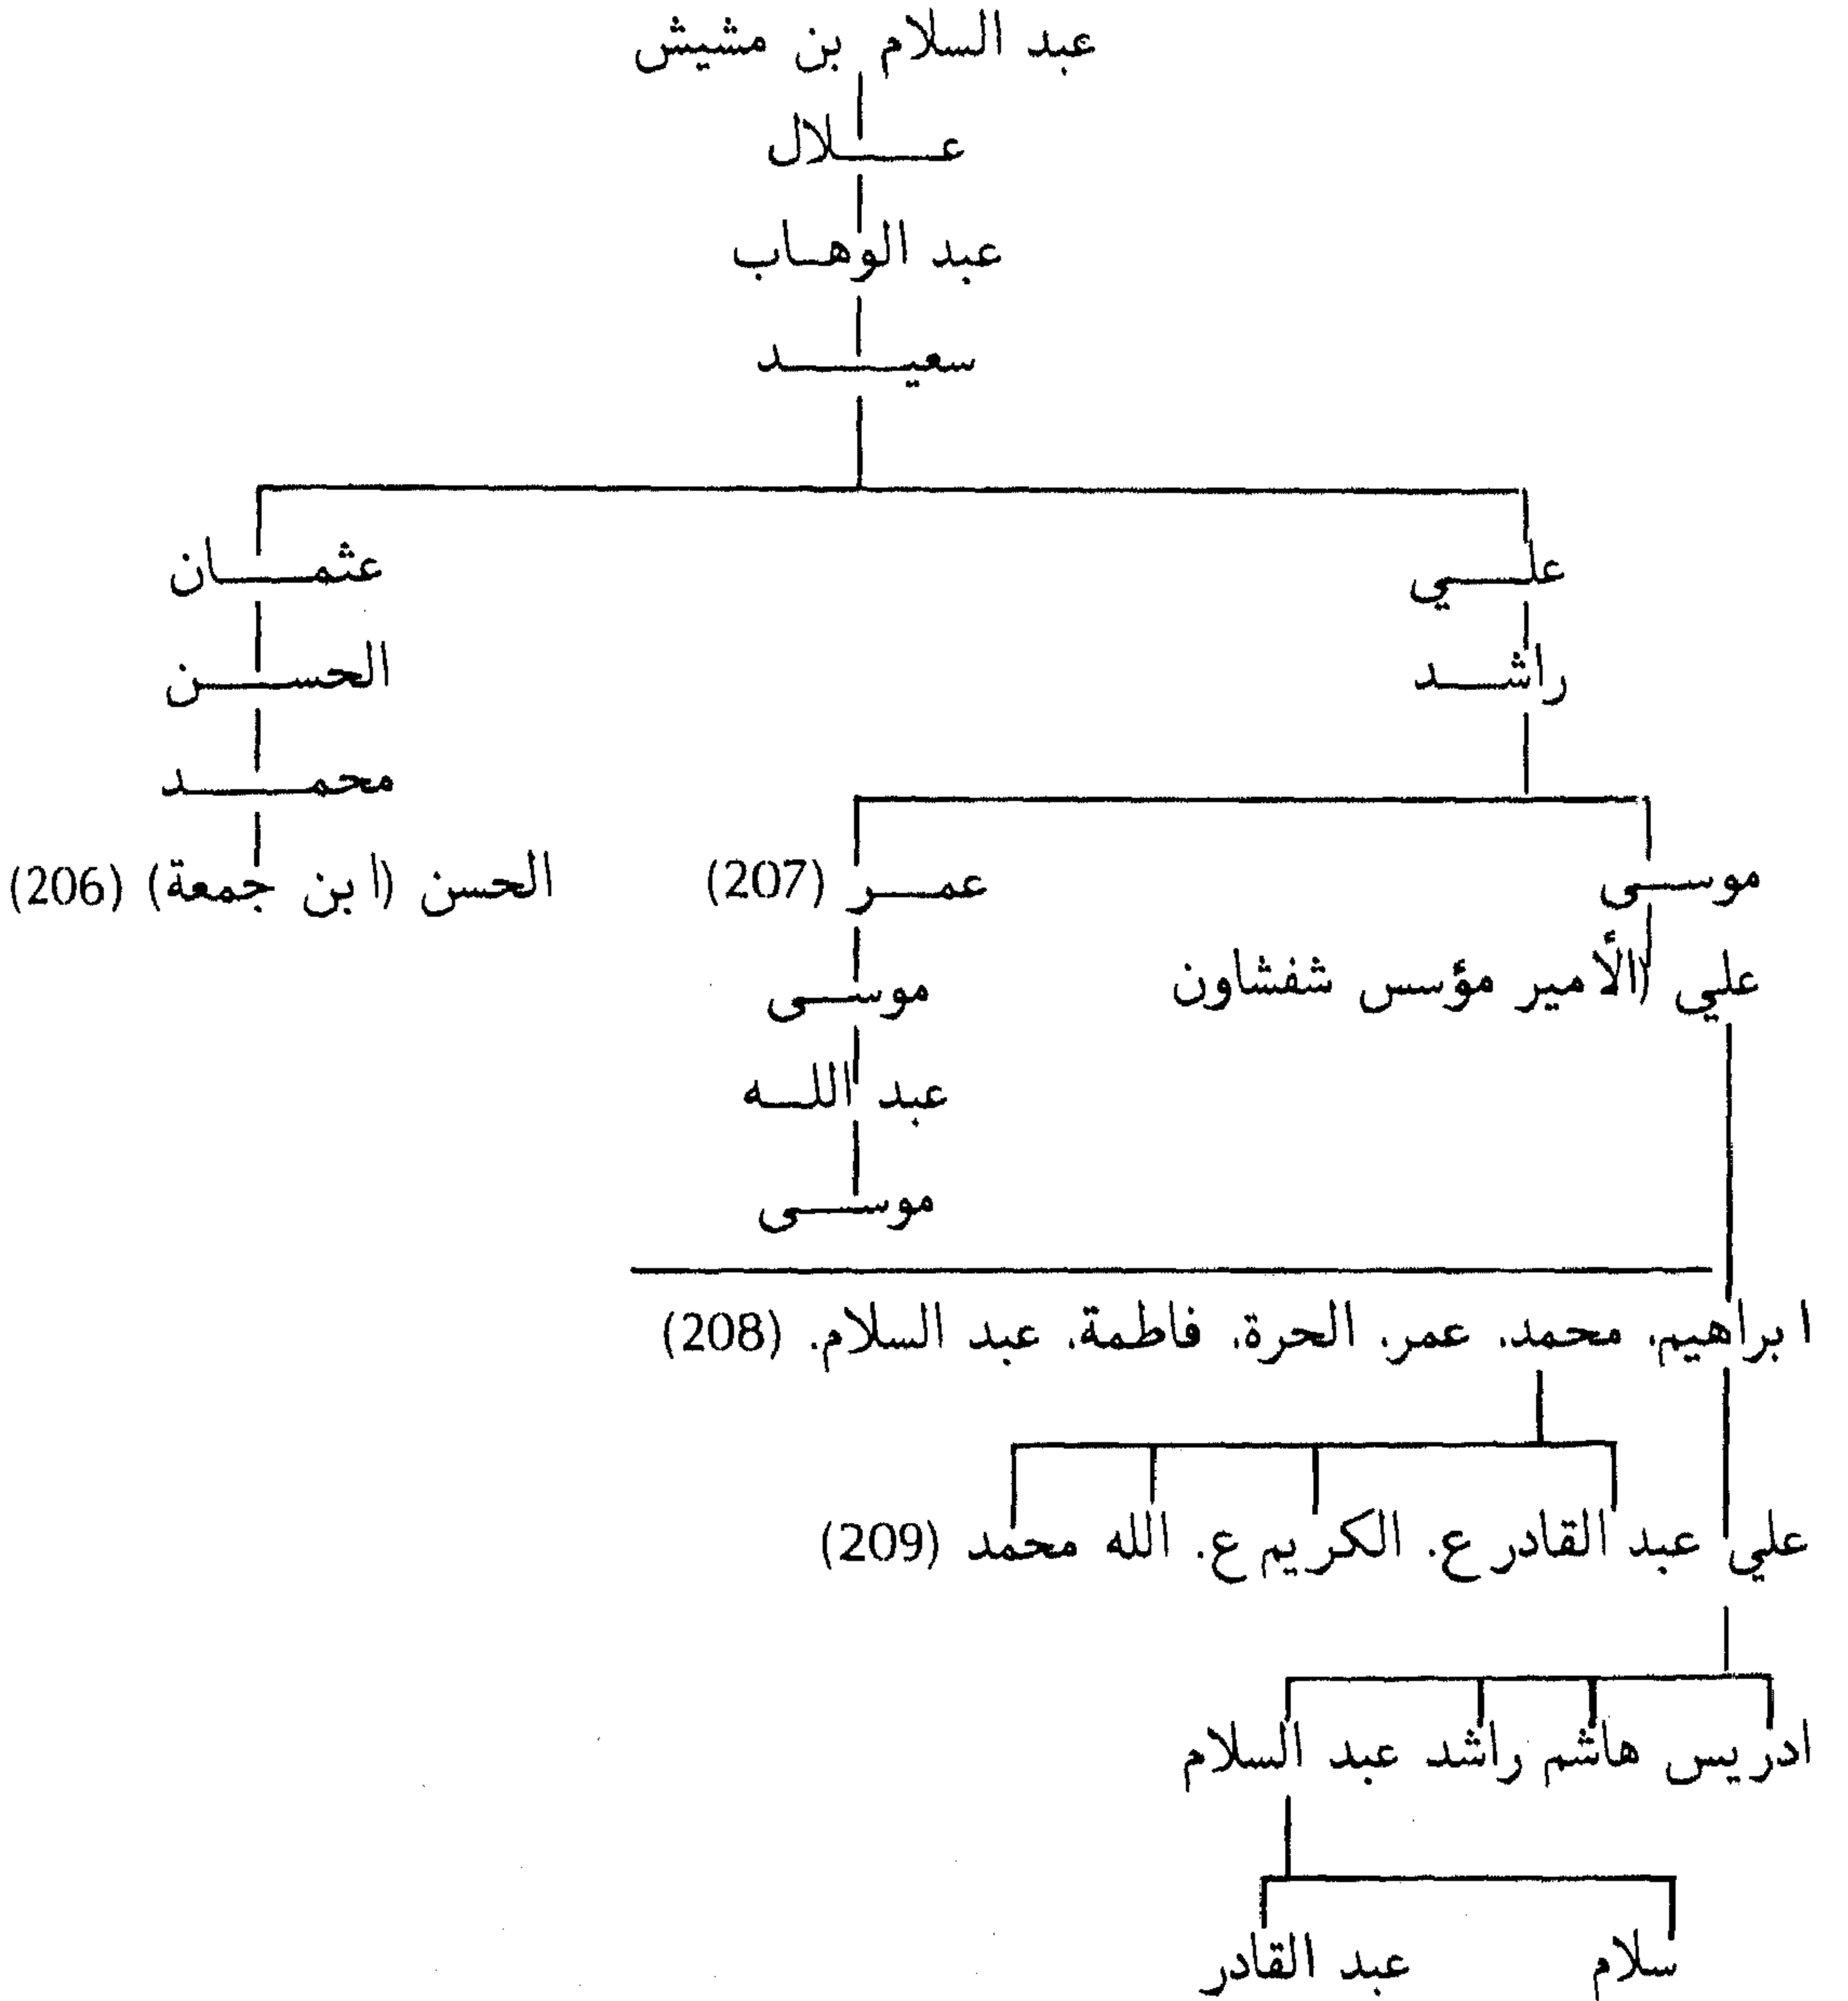 عبد السلام بن مشيش
علال
عبد الوهاب
سعيد
علي عثمان
راشد الحسن
محمد
موسى عمر (207) الحسن (ابن جمعة) (206)
علي (الأمير مؤسس شفشاون موسى
عبد الله
موسى
ابراهيم. محمد. عمر. الحرة. فاطمة. عبد السلام. (208)
علي عبد القادر ع. الكريم ع. الله محمد (209)
ادريس هاشم راشد عبد السلام
سلام عبد القادر